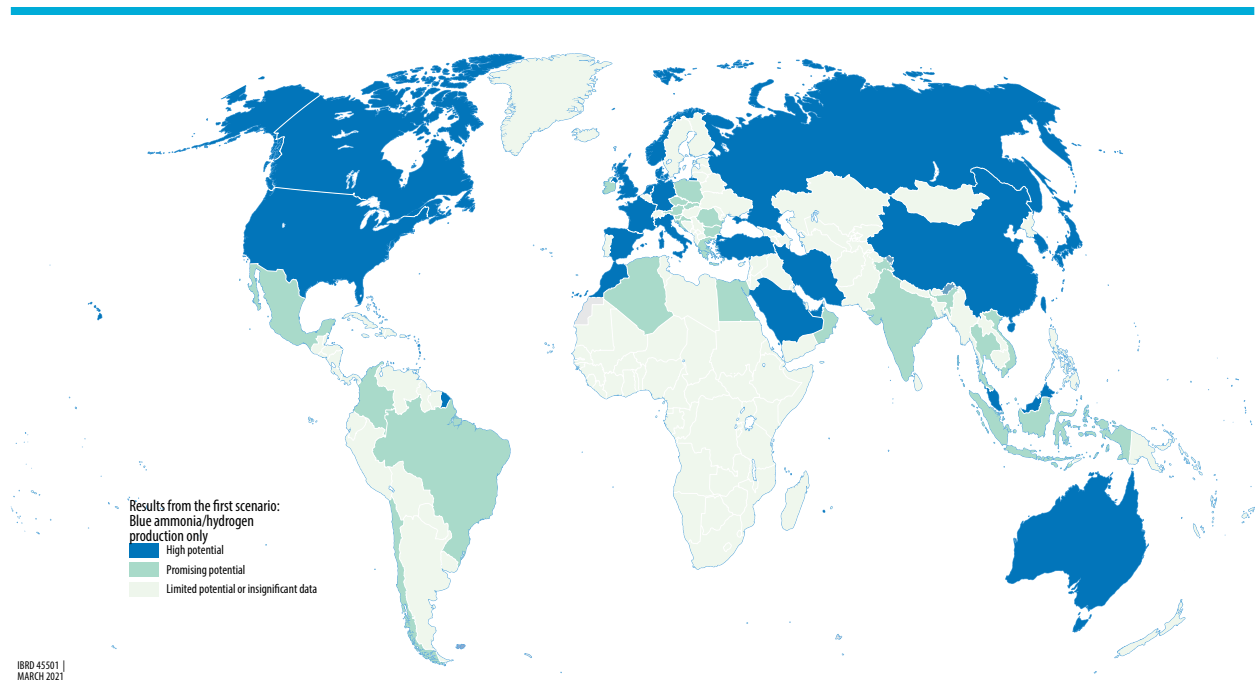 Results from the first scenario:
Blue ammonia/hydrogen
production only
High potential
Promising potential
Limited potential or insignificant data
IBRD 45501 |
MARCH 2021